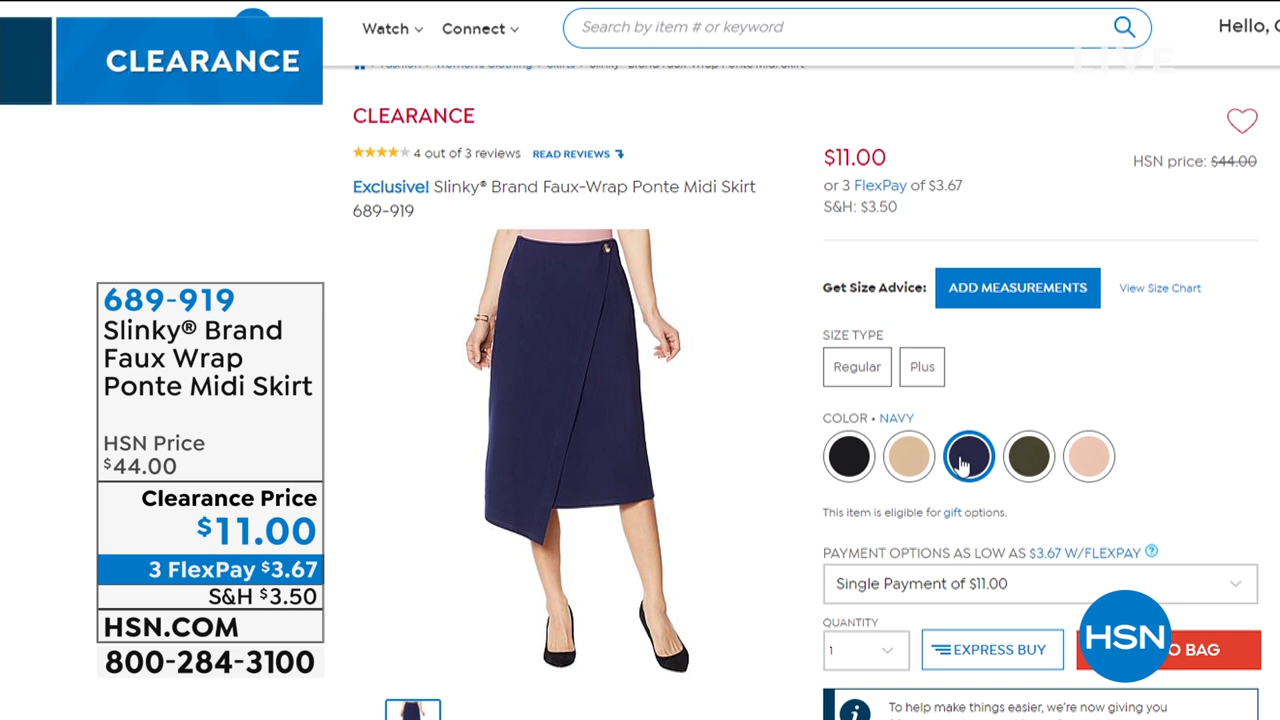 CLEARANCE
Watch
Connect
Search by item # or keyword
Hello,
LIVE
CLEARANCE
4 out of 3 reviews
READ REVIEWS
Exclusive! Slinky® Brand Faux-Wrap Ponte Midi Skirt
689-919
$11.00
HSN price: $44.00
or 3 FlexPay of $3.67
S&H: $3.50
Get Size Advice:
ADD MEASUREMENTS
View Size Chart
SIZE TYPE
Regular
Plus
COLOR • NAVY
This item is eligible for gift options.
PAYMENT OPTIONS AS LOW AS $3.67 W/FLEXPAY ?
Single Payment of $11.00
QUANTITY
1
EXPRESS BUY
HSN
O BAG
i
To help make things easier, we're now giving you
689-919
Slinky® Brand
Faux Wrap
Ponte Midi Skirt
HSN Price
$44.00
Clearance Price
$11.00
3 FlexPay $3.67
S&H $3.50
HSN.COM
800-284-3100